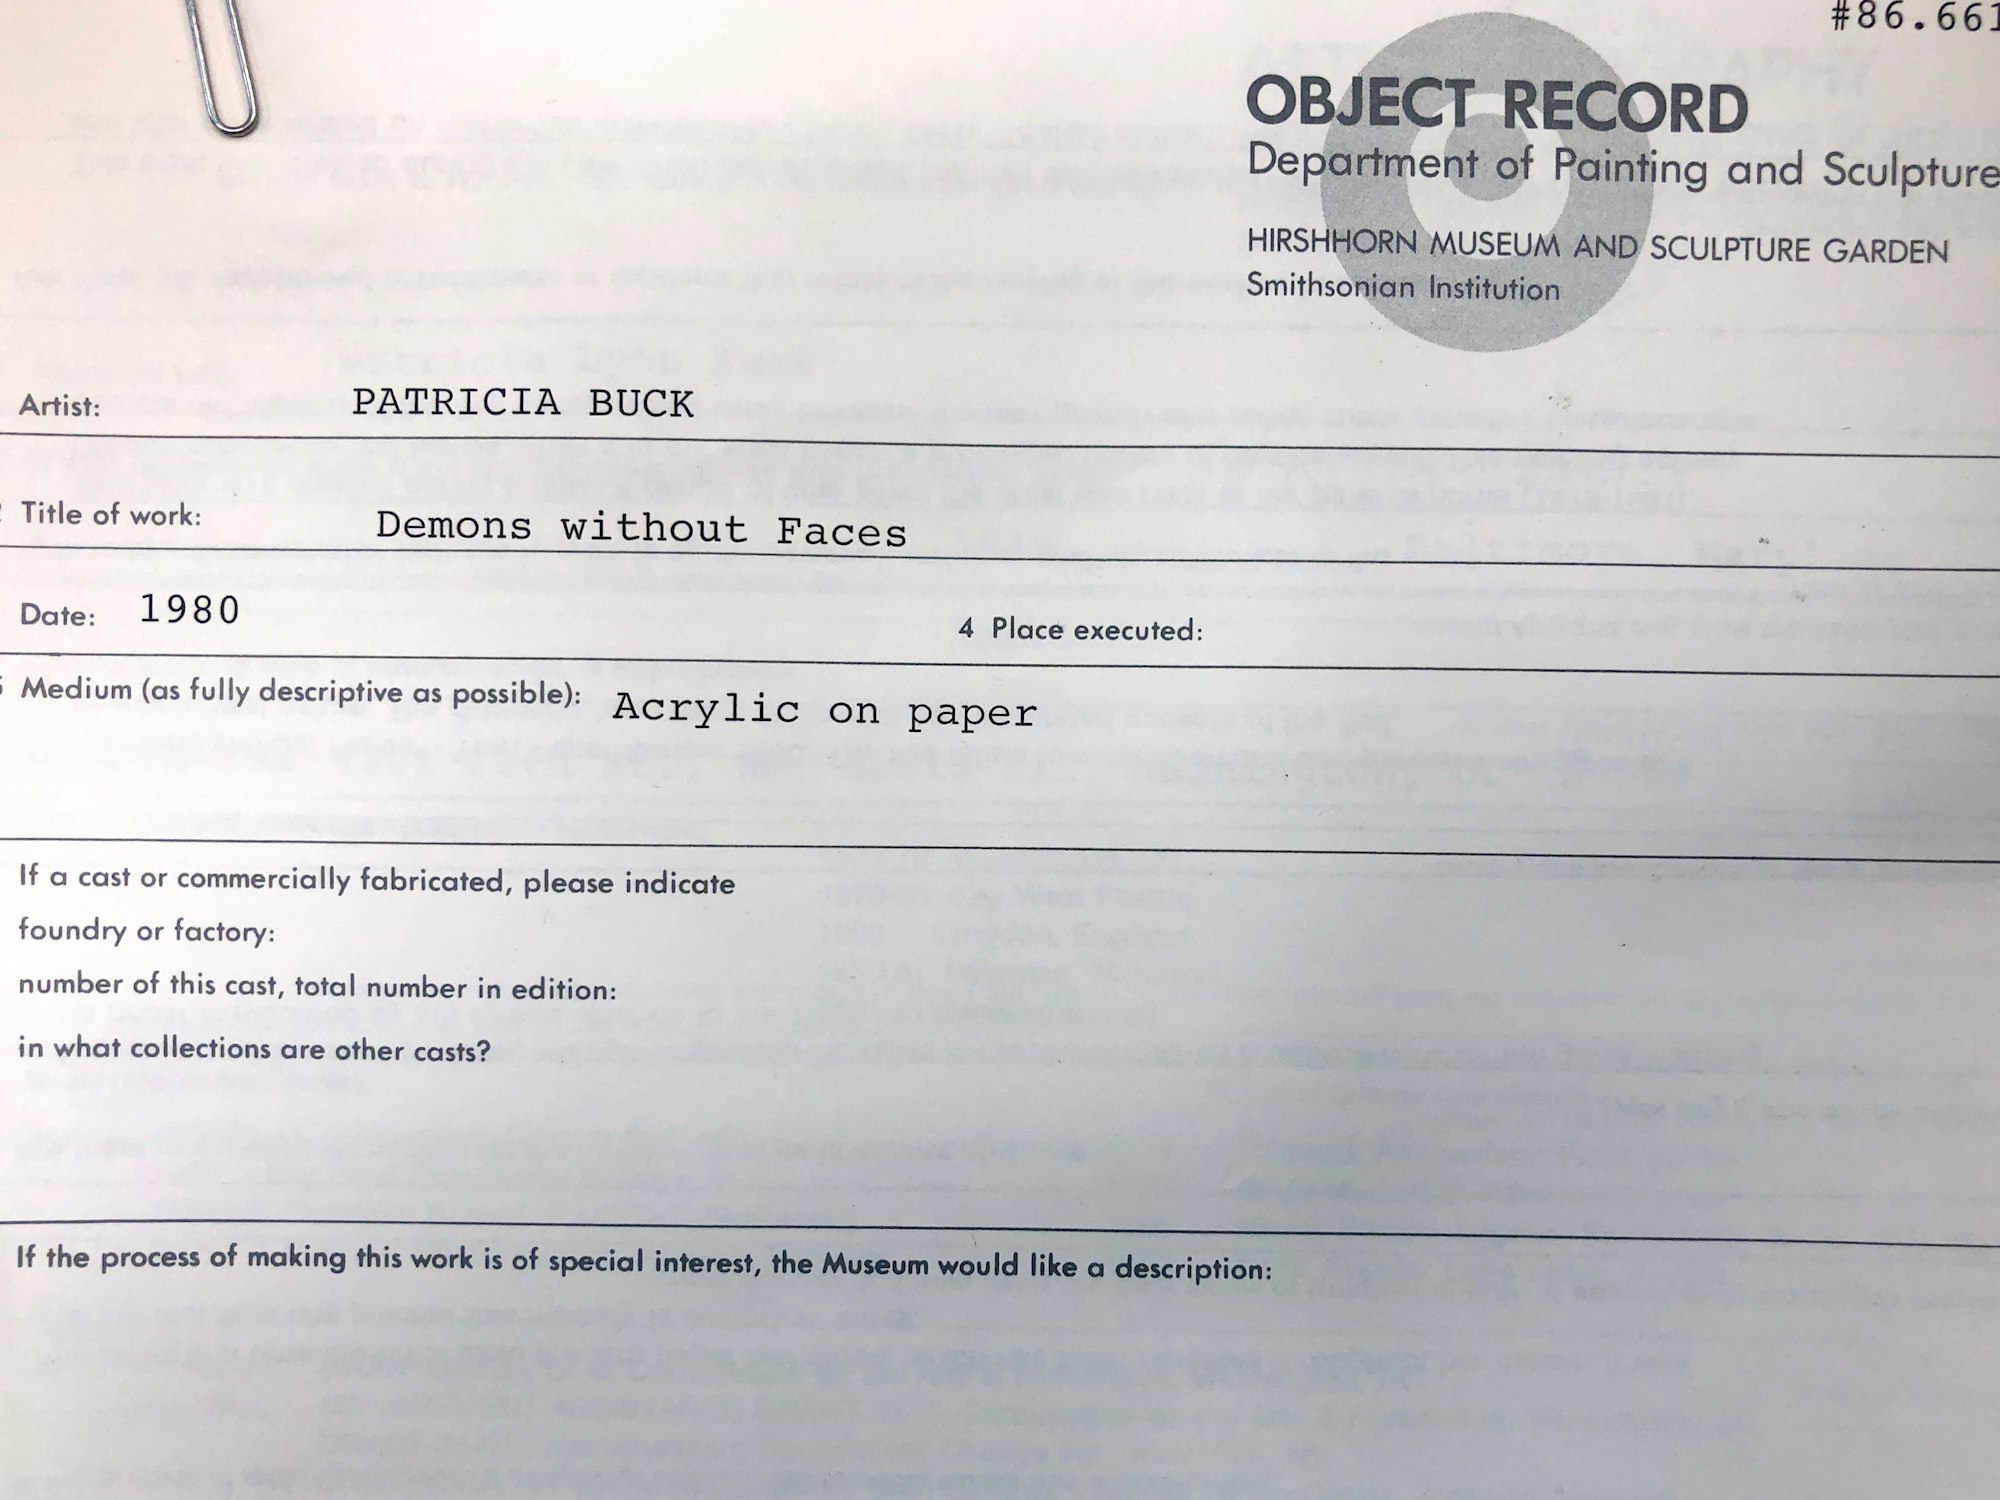 #86.661
OBJECT RECORD
Department of Painting and Sculpture
HIRSHHORN MUSEUM AND SCULPTURE GARDEN
Smithsonian Institution
Artist: PATRICIA BUCK
Title of work: Demons without Faces
Date: 1980 4 Place executed:
Medium (as fully descriptive as possible): Acrylic on paper
If a cast or commercially fabricated, please indicate
foundry or factory:
number of this cast, total number in edition:
in what collections are other casts?
If the process of making this work is of special interest, the Museum would like a description: